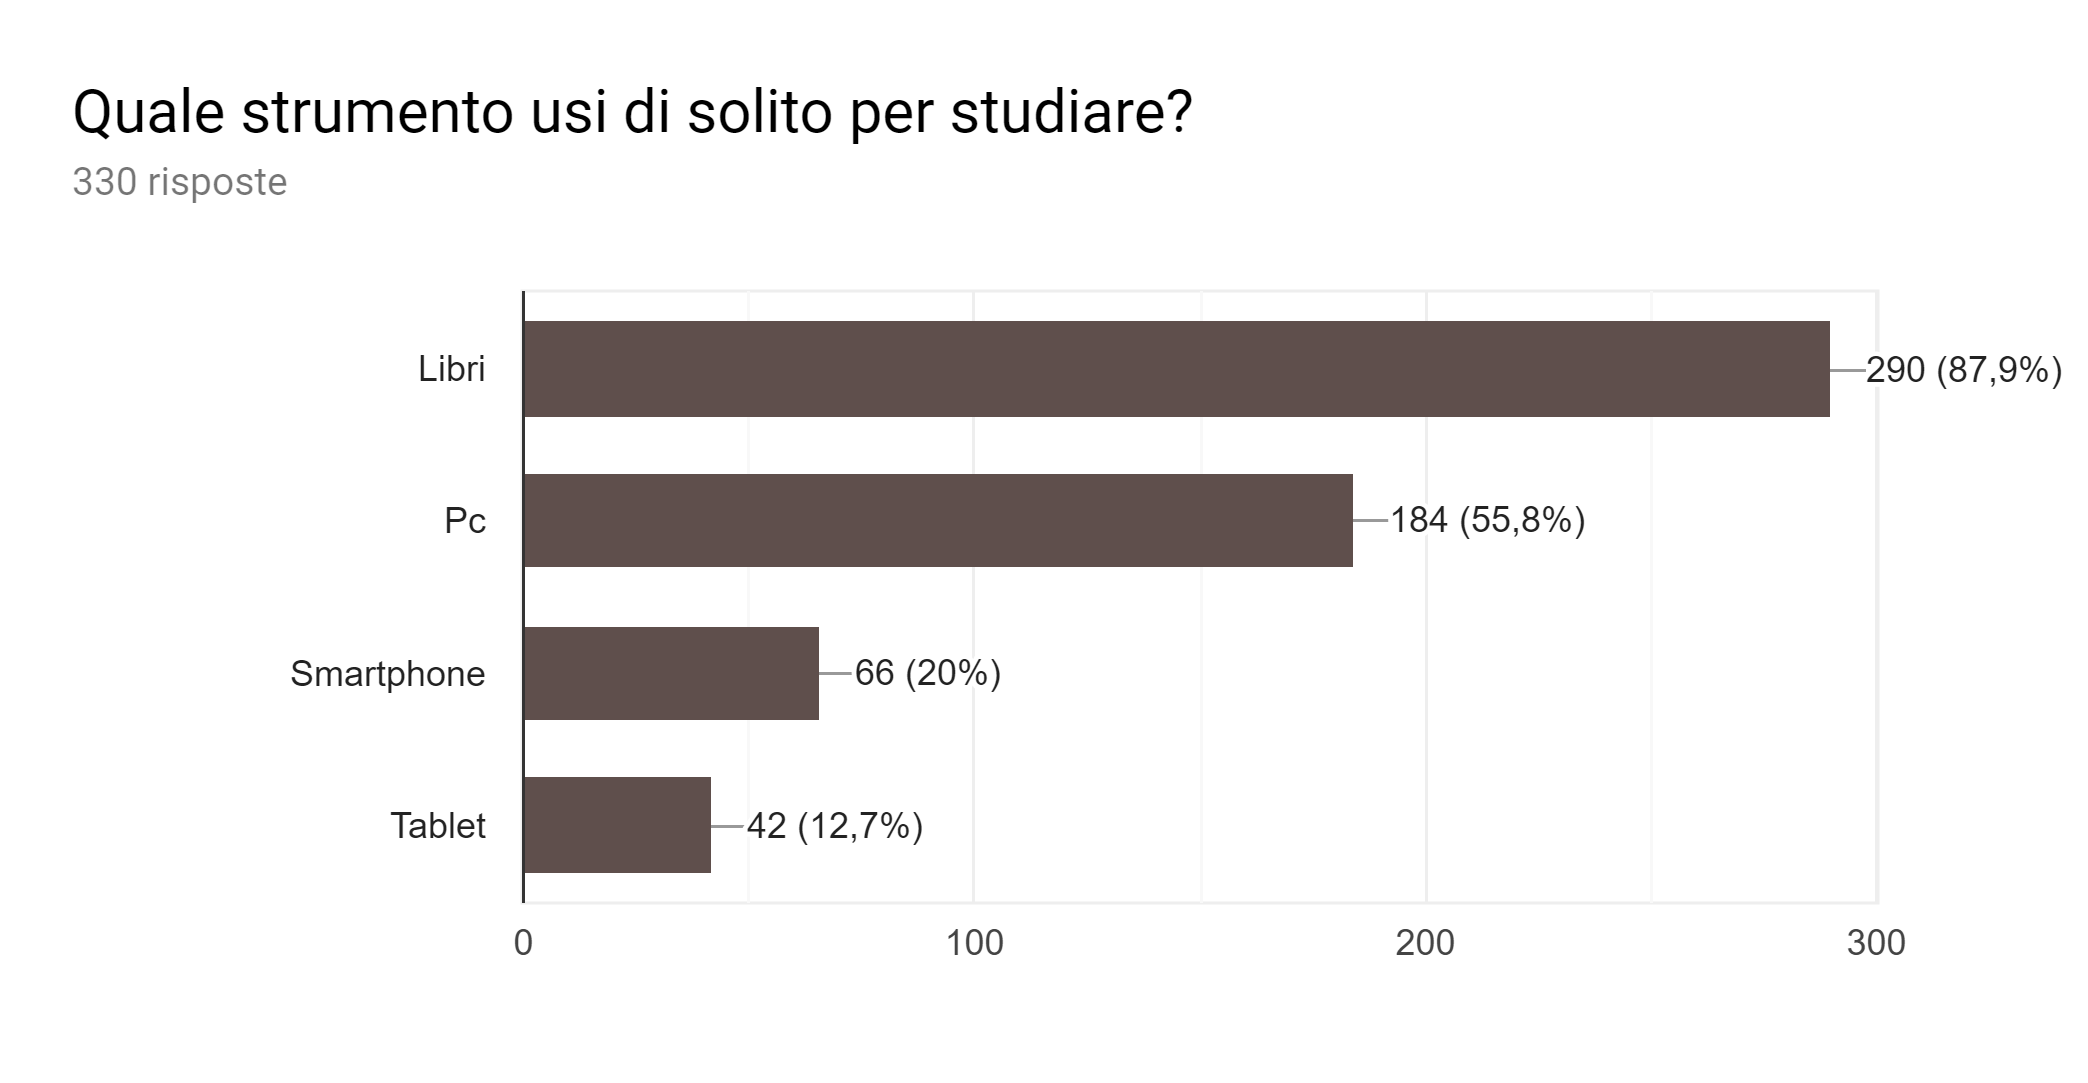 Quale strumento usi di solito per studiare?
330 risposte
Libri 290 (87,9%)
Pc 184 (55,8%)
Smartphone 66 (20%)
Tablet 42 (12,7%)
0 100 200 300